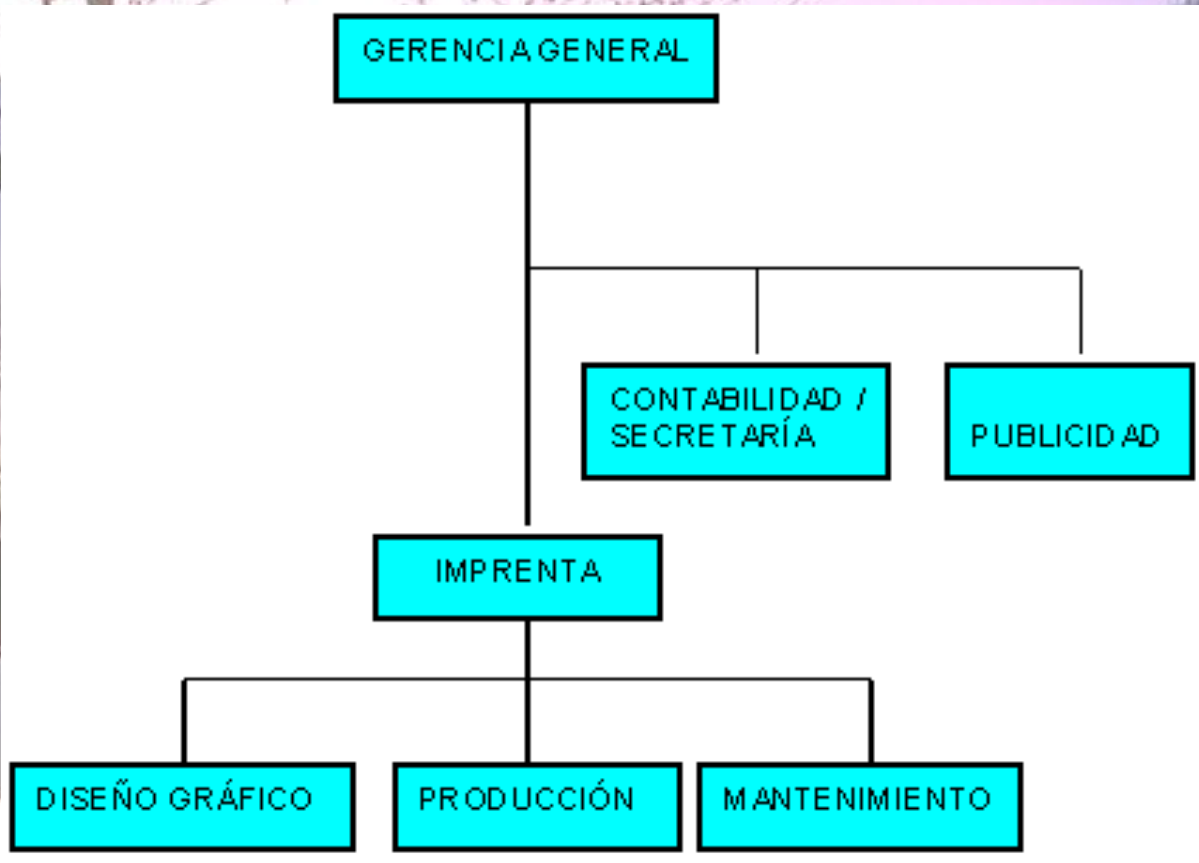 GERENCIA GENERAL
CONTABILIDAD /
SECRETARÍA
PUBLICIDAD
IMPRENTA
DISEÑO GRÁFICO
PRODUCCIÓN
MANTENIMIENTO